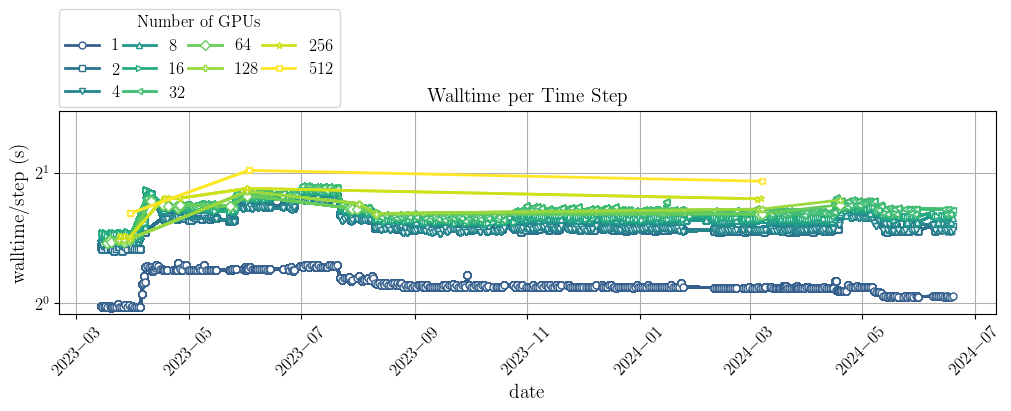 Number of GPUs
1 8 64 256
2 16 128 512
4 32
Walltime per Time Step
walltime/step (s)
2^1
2^0
2023−03 2023−05 2023−07 2023−09 2023−11 2024−01 2024−03 2024−05 2024−07
date